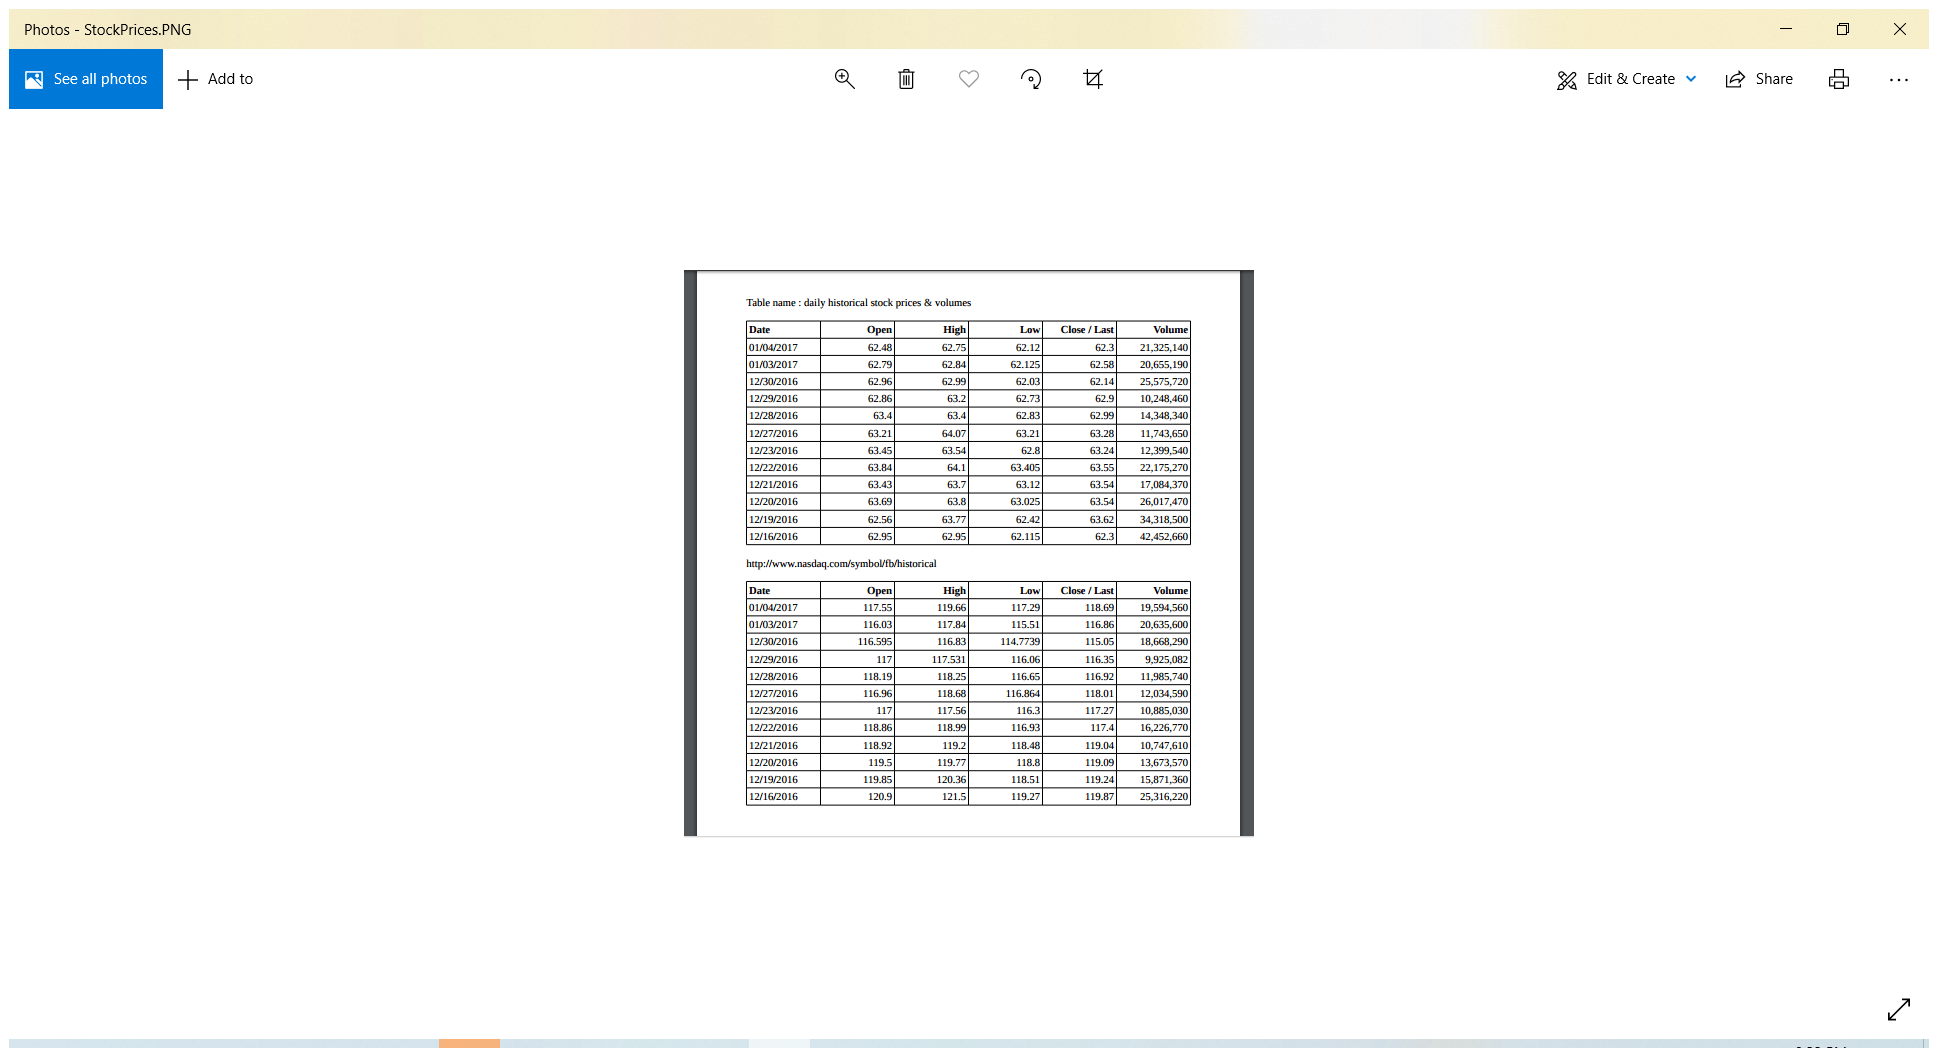 Photos - StockPrices.PNG
See all photos
Add to
Edit & Create
Share
Table name : daily historical stock prices & volumes
Date Open High Low Close / Last Volume
01/04/2017 62.48 62.75 62.12 62.3 21,325,140
01/03/2017 62.79 62.84 62.125 62.58 20,655,190
12/30/2016 62.96 62.99 62.03 62.14 25,575,720
12/29/2016 62.86 63.2 62.73 62.9 10,248,460
12/28/2016 63.4 63.4 62.83 62.99 14,348,340
12/27/2016 63.21 64.07 63.21 63.28 11,743,650
12/23/2016 63.45 63.54 62.8 63.24 12,399,540
12/22/2016 63.84 64.1 63.405 63.55 22,175,270
12/21/2016 63.43 63.7 63.12 63.54 17,084,370
12/20/2016 63.69 63.8 63.025 63.54 26,017,470
12/19/2016 62.56 63.77 62.42 63.62 34,318,500
12/16/2016 62.95 62.95 62.115 62.3 42,452,660
http://www.nasdaq.com/symbol/fb/historical
Date Open High Low Close / Last Volume
01/04/2017 117.55 119.66 117.29 118.69 19,594,560
01/03/2017 116.03 117.84 115.51 116.86 20,635,600
12/30/2016 116.595 116.83 114.7739 115.05 18,668,290
12/29/2016 117 117.531 116.06 116.35 9,925,082
12/28/2016 118.19 118.25 116.65 116.92 11,985,740
12/27/2016 116.96 118.68 116.864 118.01 12,034,590
12/23/2016 117 117.56 116.3 117.27 10,885,030
12/22/2016 118.86 118.99 116.93 117.4 16,226,770
12/21/2016 118.92 119.2 118.48 119.04 10,747,610
12/20/2016 119.5 119.77 118.8 119.09 13,673,570
12/19/2016 119.85 120.36 118.51 119.24 15,871,360
12/16/2016 120.9 121.5 119.27 119.87 25,316,220